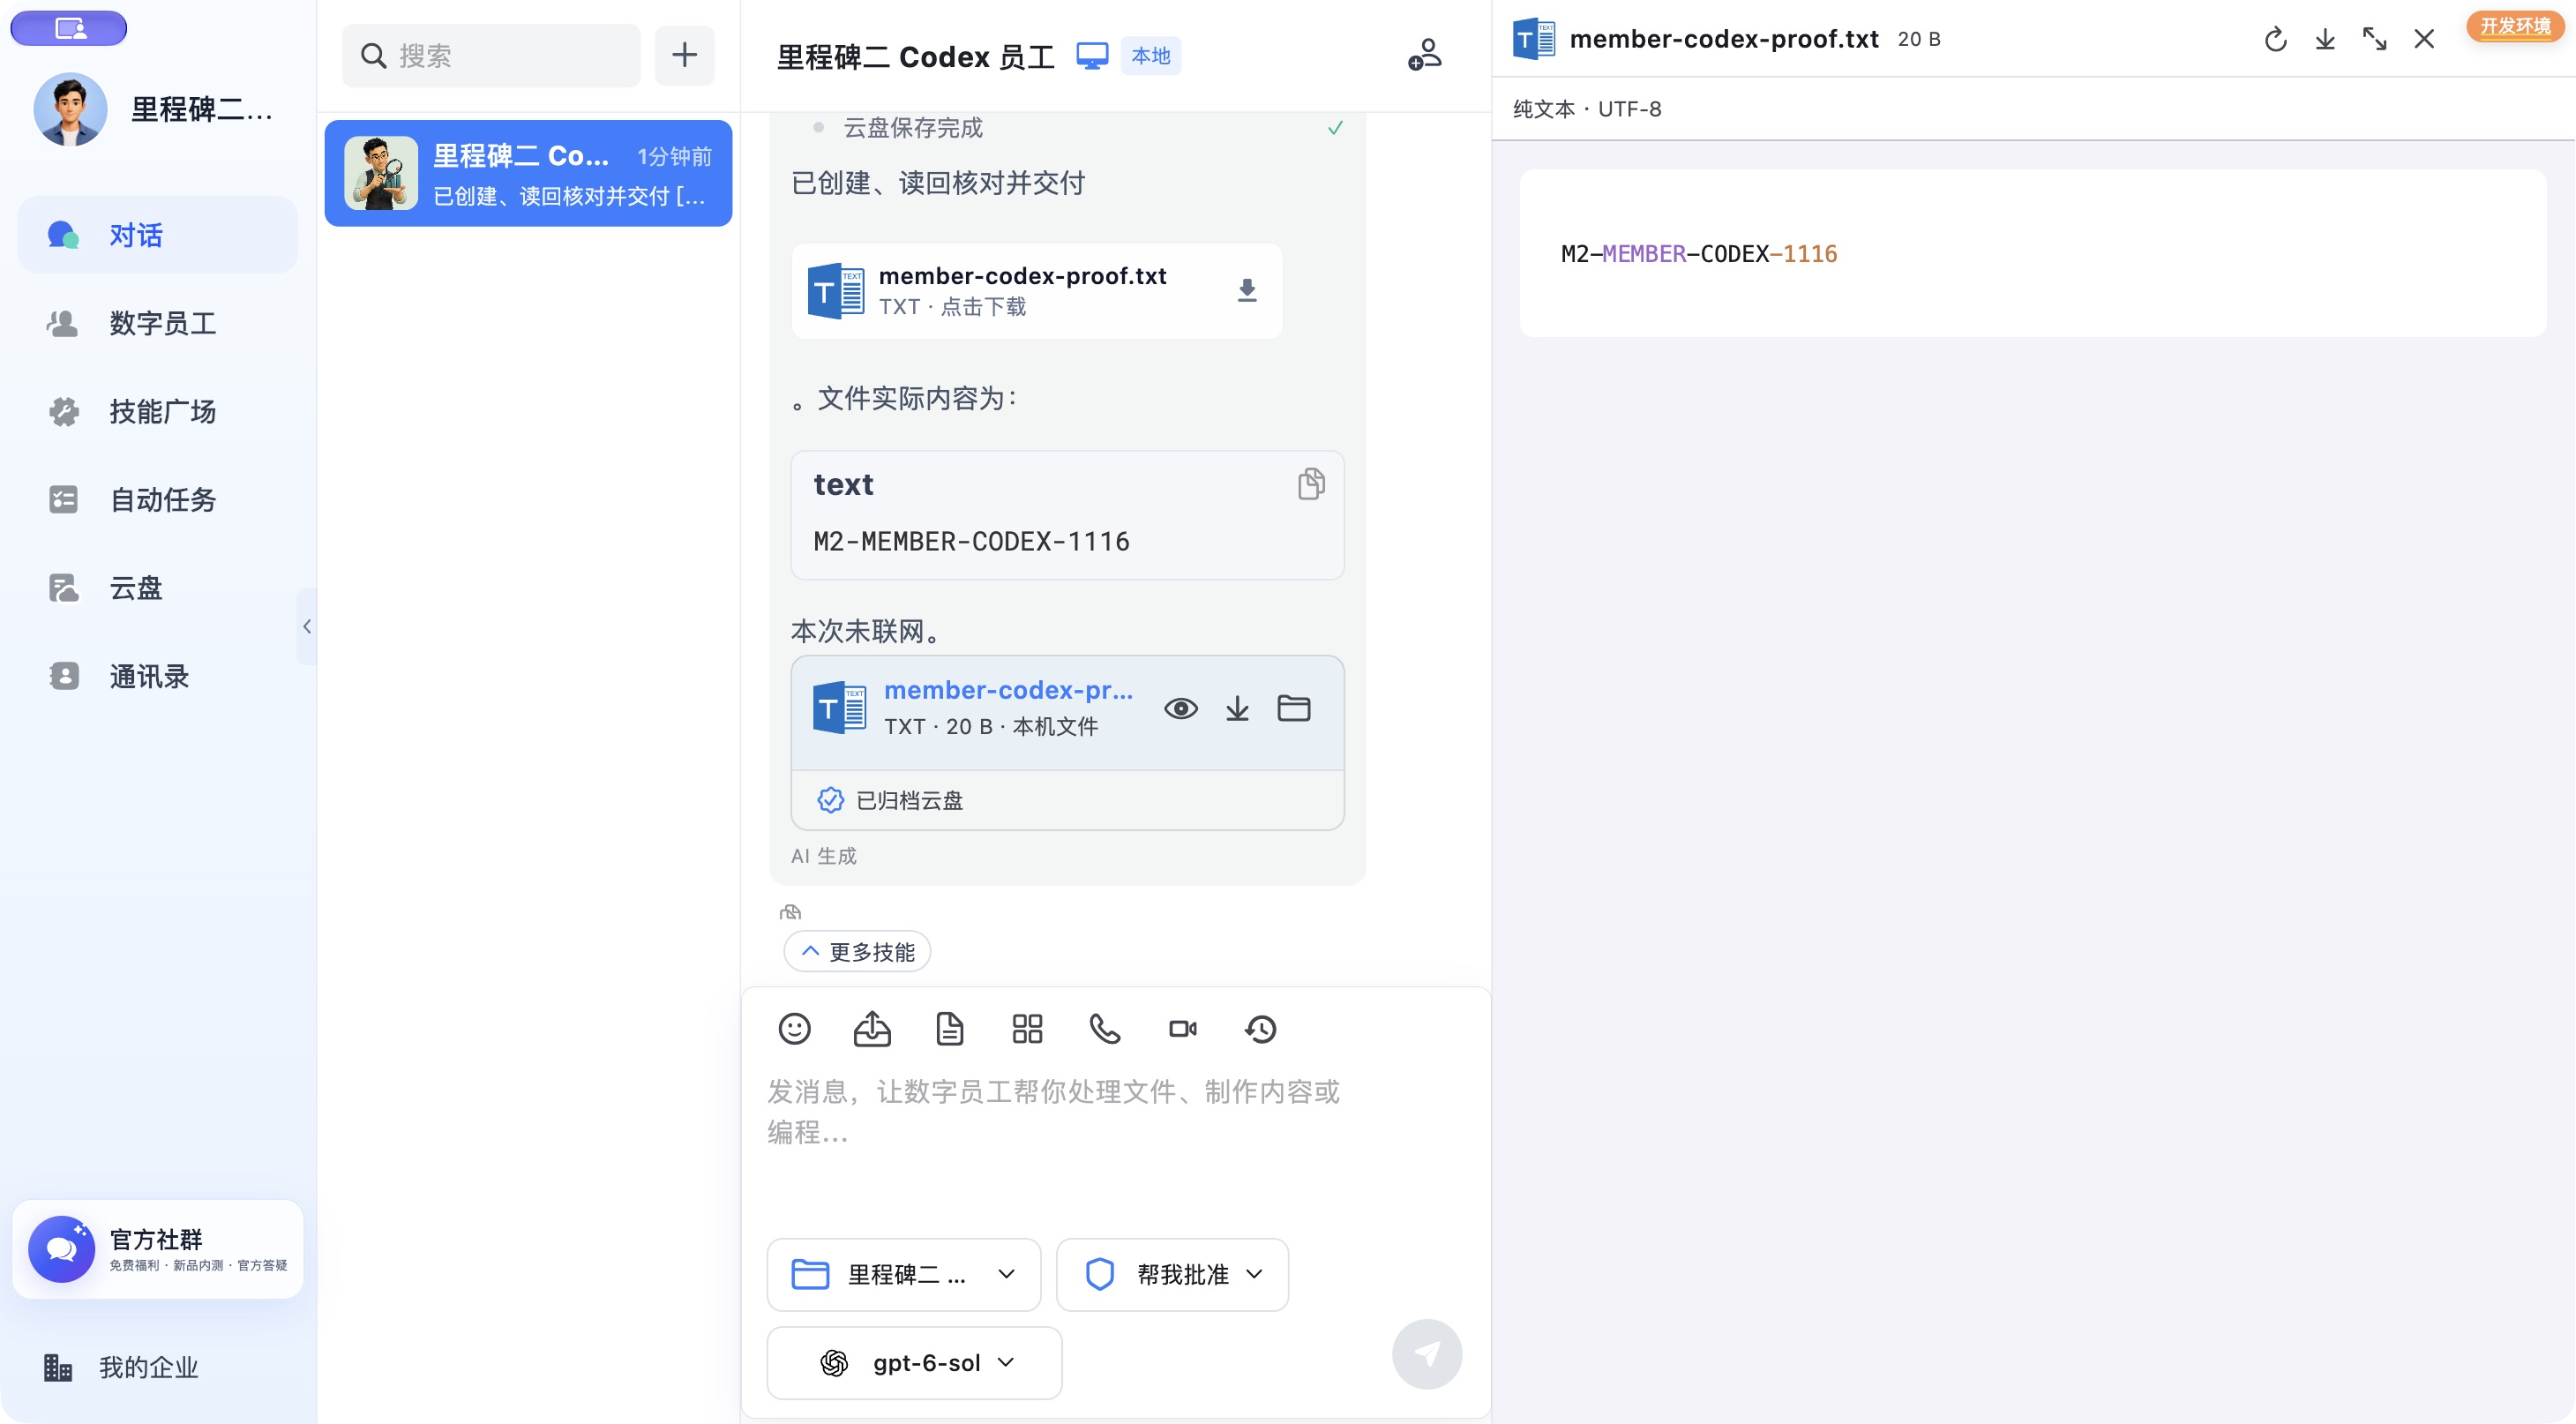 里程碑二...
对话
数字员工
技能广场
自动任务
云盘
通讯录
官方社群
免费福利 · 新品内测 · 官方答疑
我的企业
搜索
里程碑二 Co...
1分钟前
已创建、读回核对并交付 [...
里程碑二 Codex 员工
本地
云盘保存完成
已创建、读回核对并交付
TEXT
T
member-codex-proof.txt
TXT · 点击下载
。文件实际内容为：
text
M2-MEMBER-CODEX-1116
本次未联网。
TEXT
T
member-codex-pr...
TXT · 20 B · 本机文件
已归档云盘
AI 生成
更多技能
发消息，让数字员工帮你处理文件、制作内容或
编程...
里程碑二 ...
帮我批准
gpt-6-sol
TEXT
T
member-codex-proof.txt
20 B
开发环境
纯文本 · UTF-8
M2-MEMBER-CODEX-1116